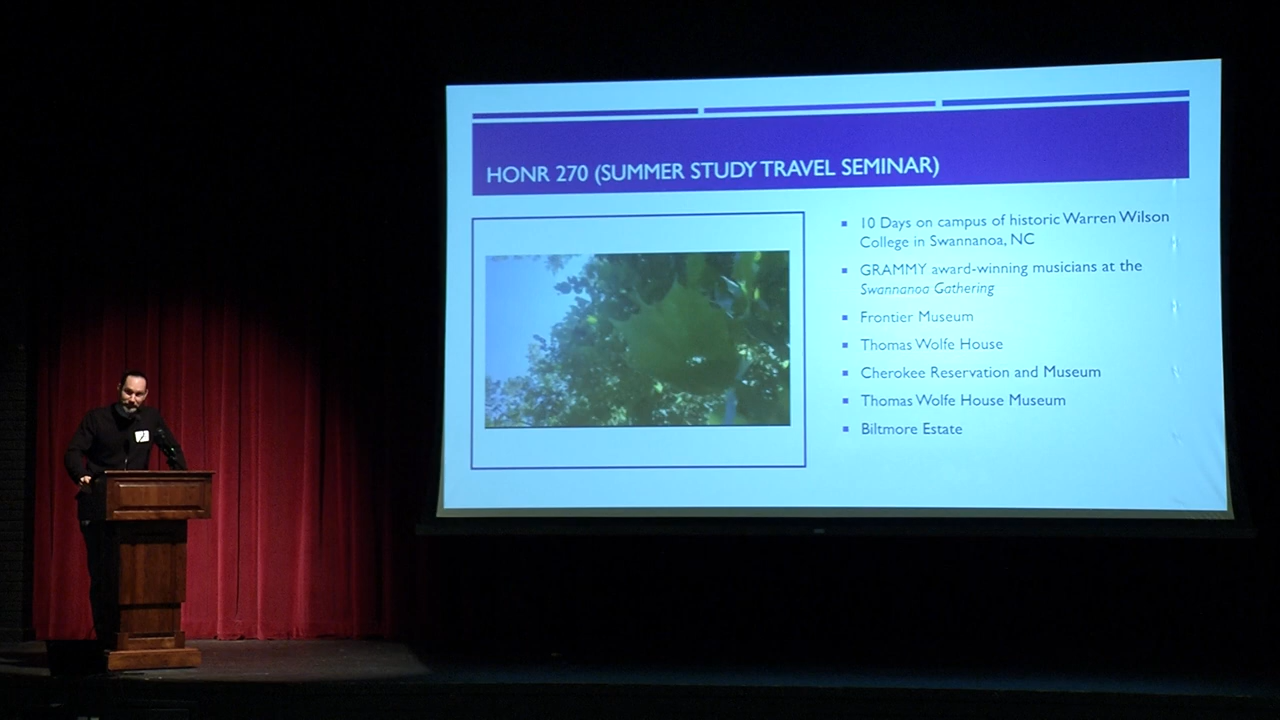 HONR 270 (SUMMER STUDY TRAVEL SEMINAR)
10 Days on campus of historic Warren Wilson
College in Swannanoa, NC
GRAMMY award-winning musicians at the
Swannanoa Gathering
Frontier Museum
Thomas Wolfe House
Cherokee Reservation and Museum
Thomas Wolfe House Museum
Biltmore Estate